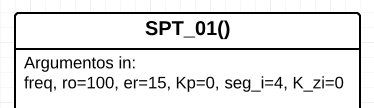 SPT_01()
Argumentos in:
freq, ro=100, er=15, Kp=0, seg_i=4, K_zi=0